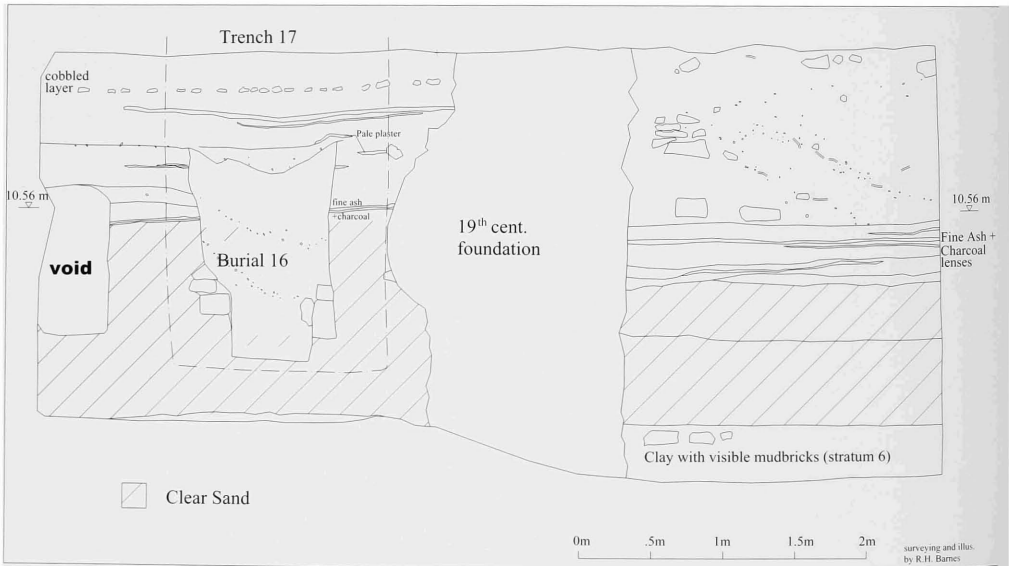 Trench 17
cobbled
layer
Pale plaster
10.56 m
fine ash
+charcoal
10.56 m
19th cent.
foundation
Fine Ash +
Charcoal
lenses
void
Burial 16
Clay with visible mudbricks (stratum 6)
Clear Sand
0m .5m 1m 1.5m 2m
surveying and illus.
by R.H. Barnes